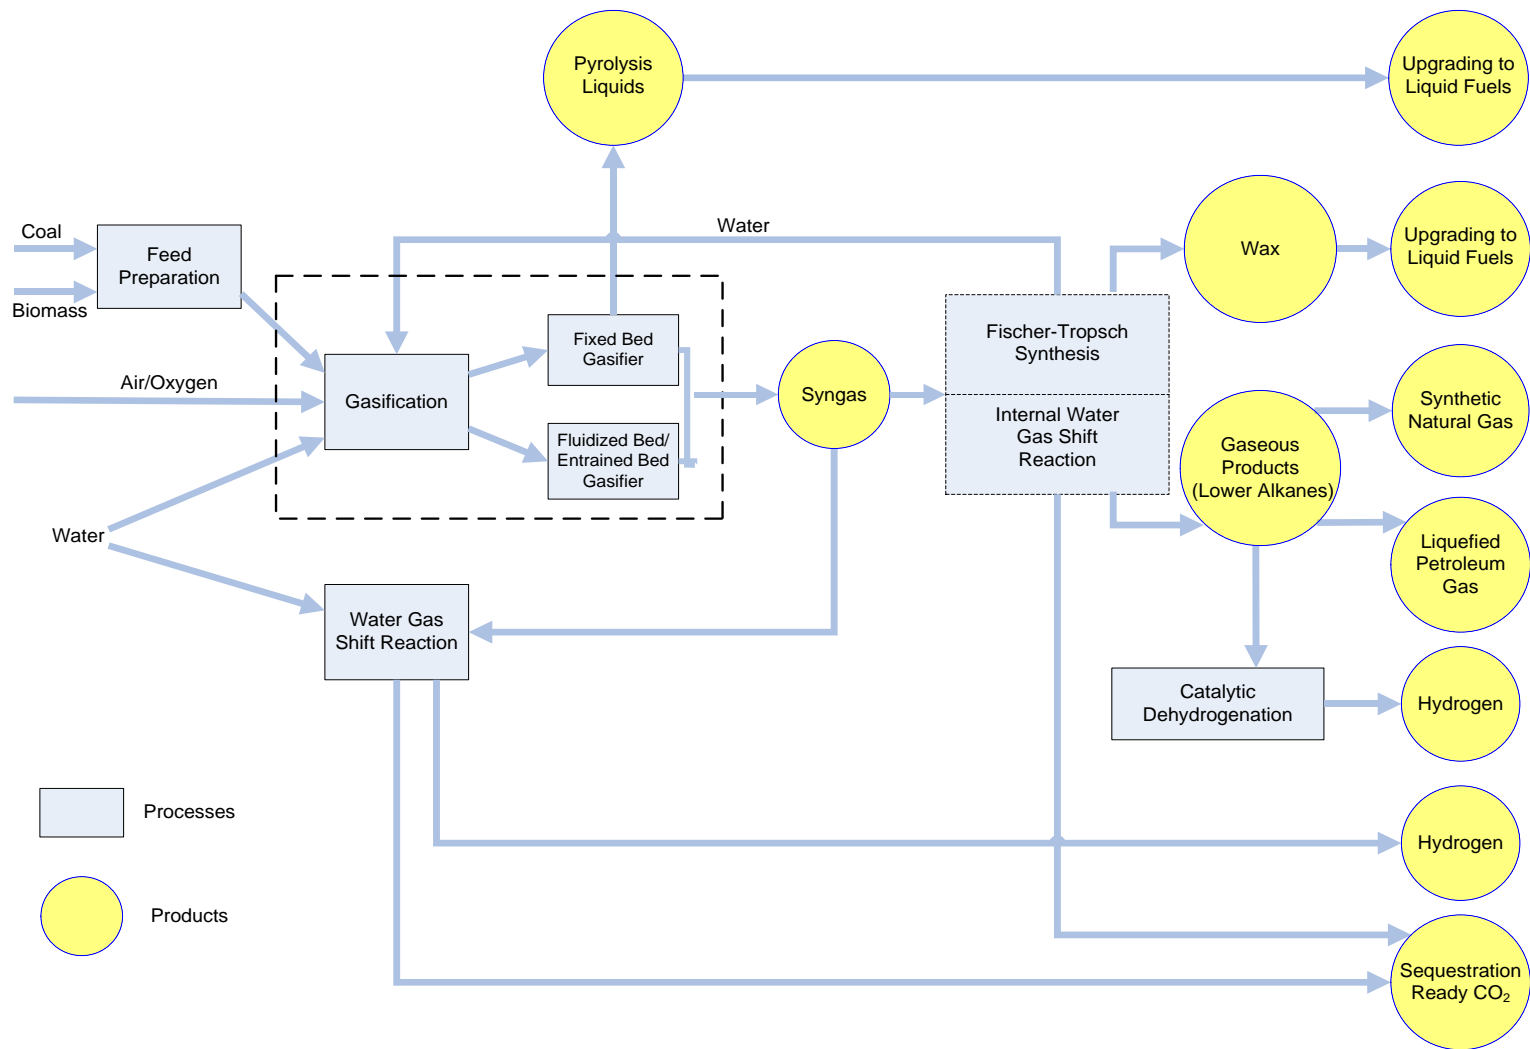 Pyrolysis
Liquids
Upgrading to
Liquid Fuels
Coal
Biomass
Feed
Preparation
Water
Wax
Upgrading to
Liquid Fuels
Air/Oxygen
Gasification
Fixed Bed
Gasifier
Fluidized Bed/
Entrained Bed
Gasifier
Syngas
Fischer-Tropsch
Synthesis
Internal Water
Gas Shift
Reaction
Gaseous
Products
(Lower Alkanes)
Synthetic
Natural Gas
Liquefied
Petroleum
Gas
Water
Water Gas
Shift Reaction
Catalytic
Dehydrogenation
Hydrogen
Processes
Hydrogen
Products
Sequestration
Ready CO₂